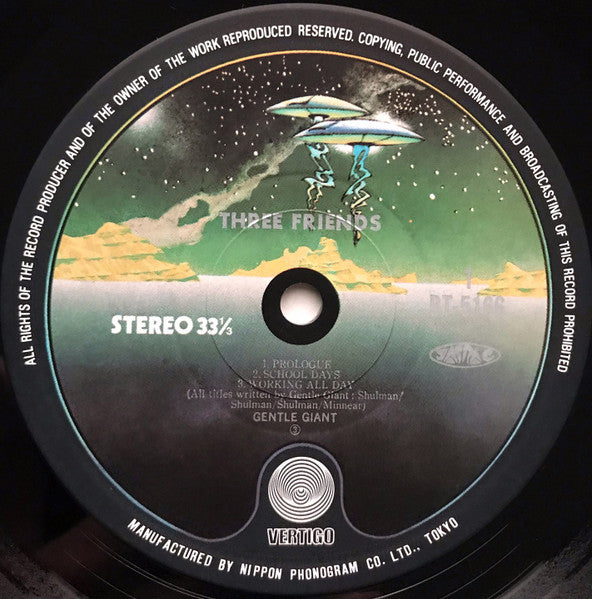 ALL RIGHTS OF THE RECORD PRODUCER AND OF THE OWNER OF THE WORK REPRODUCED RESERVED. COPYING, PUBLIC PERFORMANCE AND BROADCASTING OF THIS RECORD PROHIBITED
THREE FRIENDS
1
STEREO 33⅓
1. PROLOGUE
2. SCHOOL DAYS
3. WORKING ALL DAY
(All titles written by Gentle Giant : Shulman/
Shulman/Shulman/Minnear)
GENTLE GIANT
VERTIGO
MANUFACTURED BY NIPPON PHONOGRAM CO. LTD., TOKYO